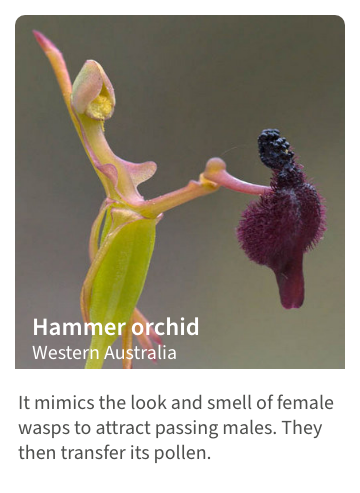 Hammer orchid
Western Australia
It mimics the look and smell of female
wasps to attract passing males. They
then transfer its pollen.